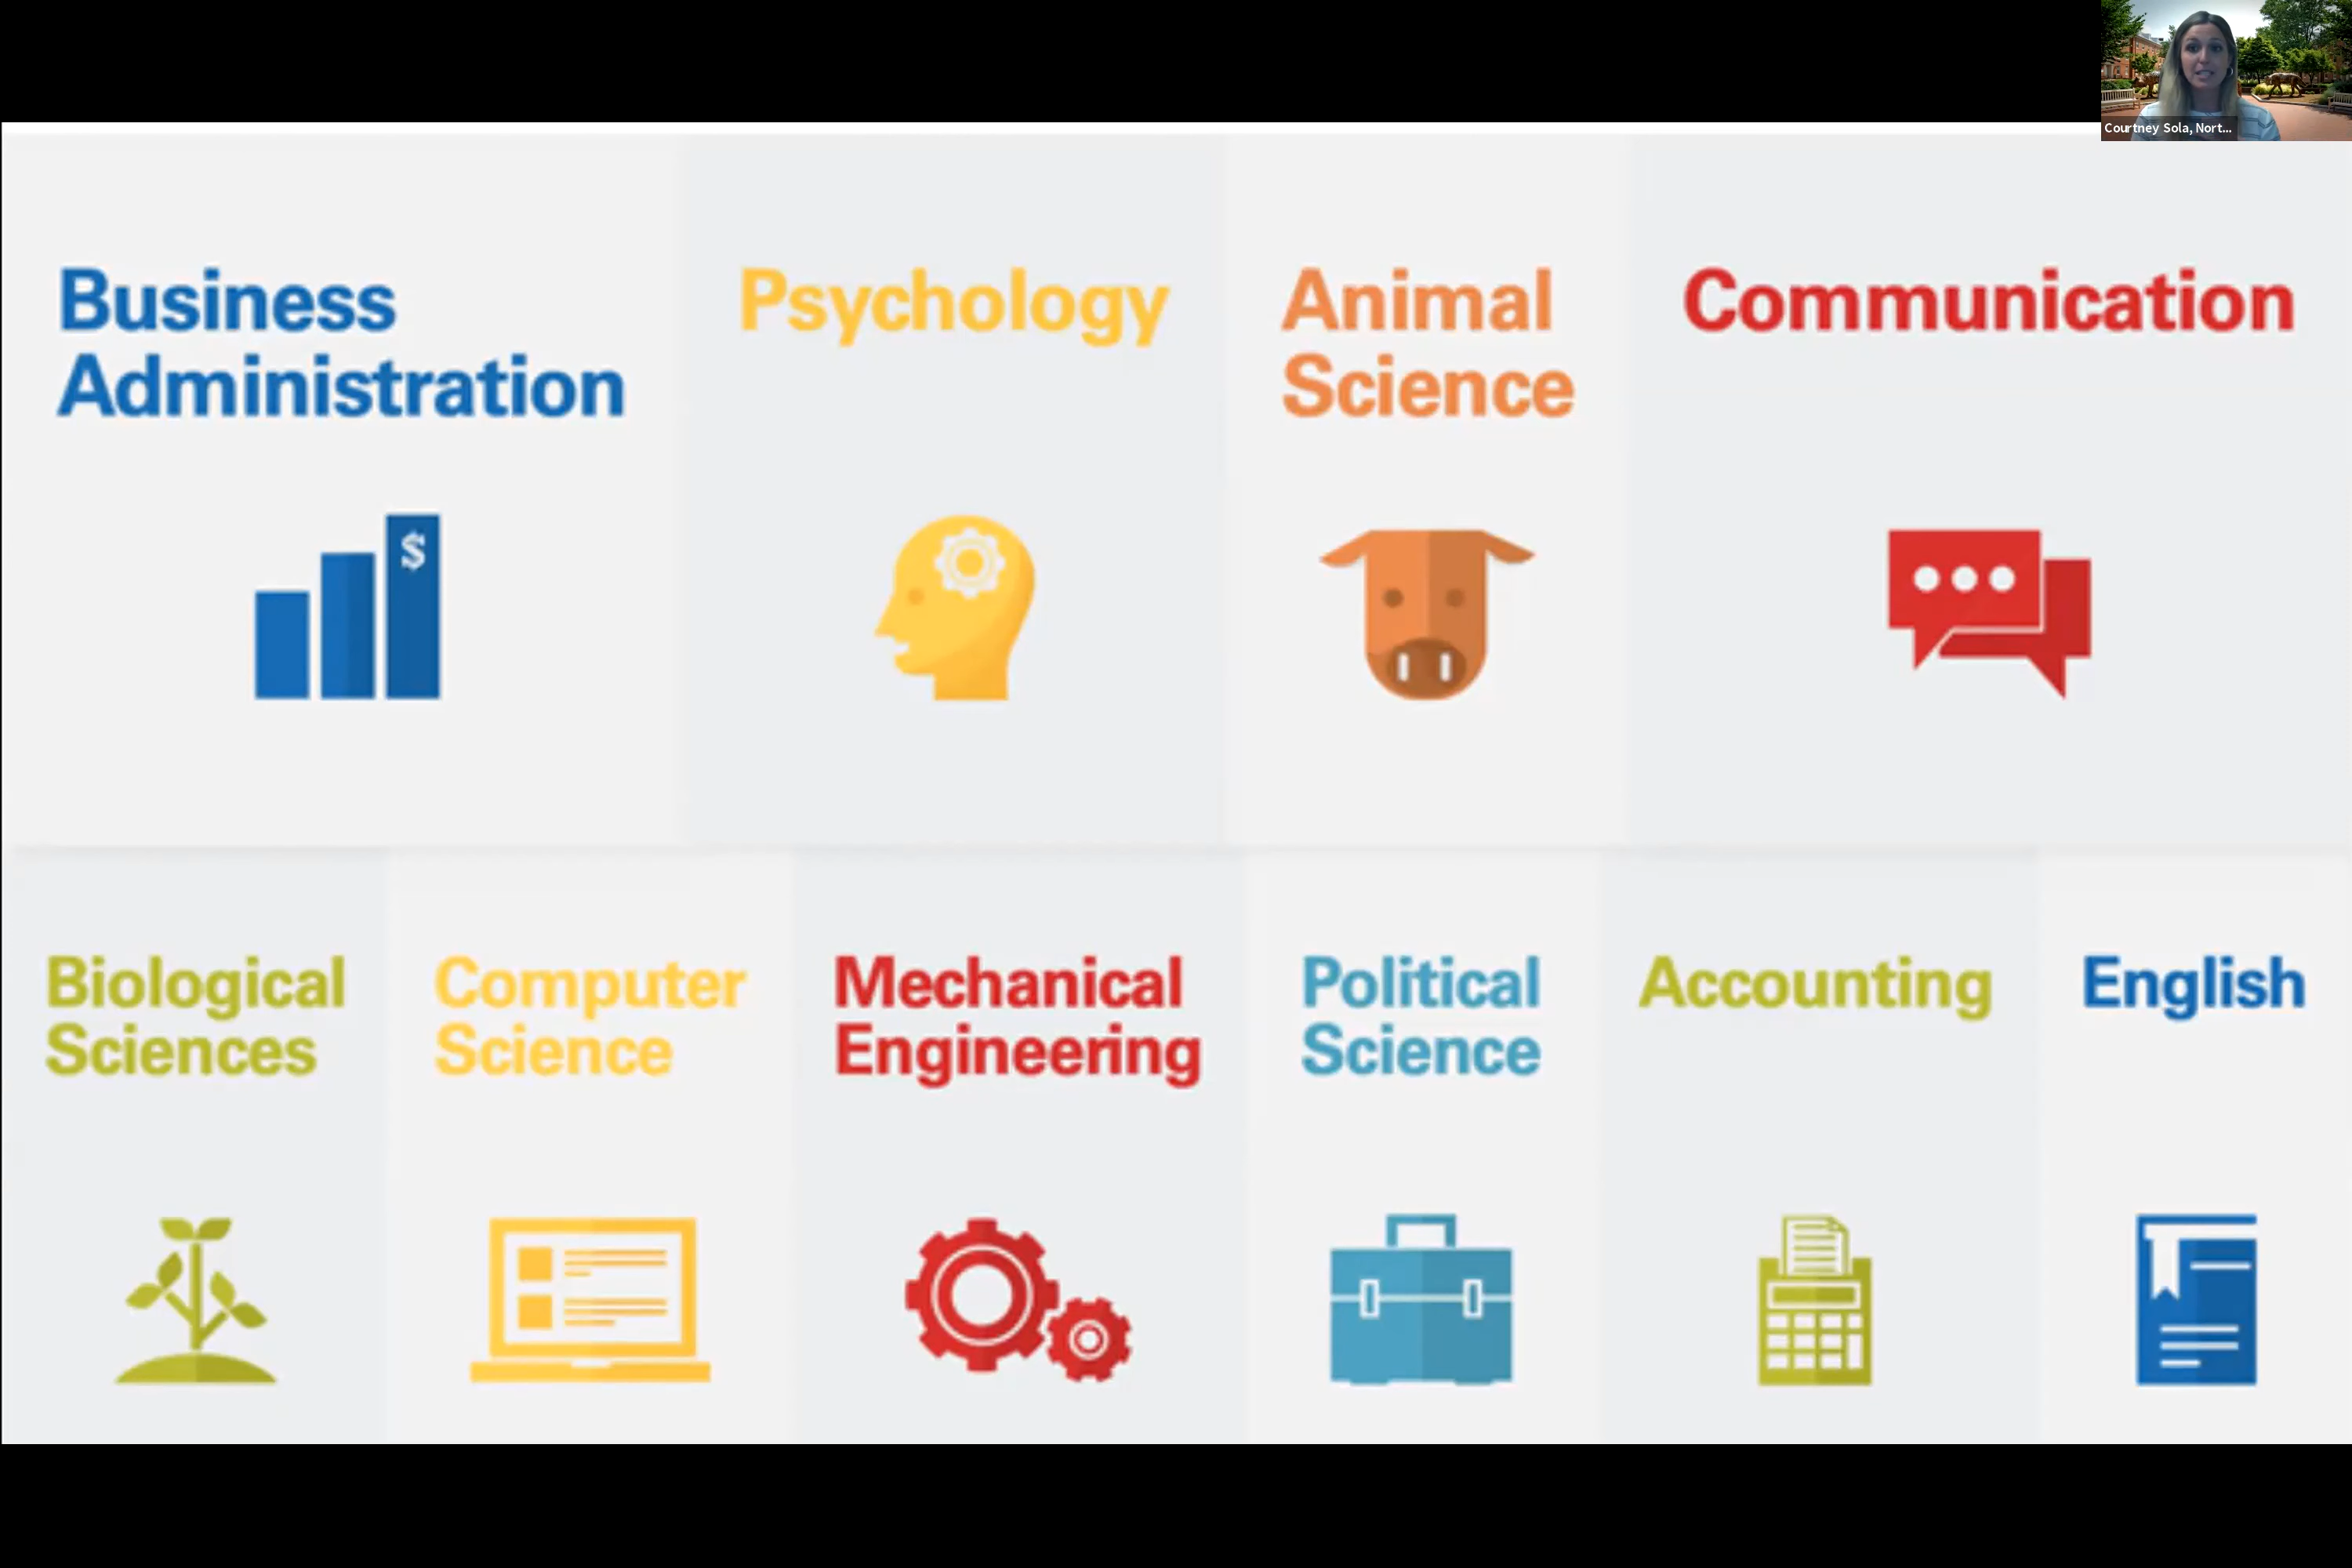 Courtney Sola, Nort...
Business
Administration
Psychology
Animal
Science
Communication
$
Biological
Sciences
Computer
Science
Mechanical
Engineering
Political
Science
Accounting
English